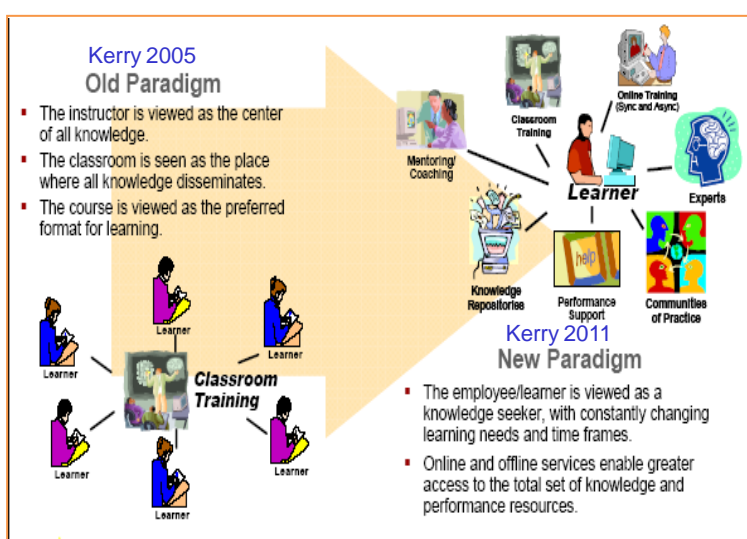 Kerry 2005
Old Paradigm
▪ The instructor is viewed as the center
of all knowledge.
▪ The classroom is seen as the place
where all knowledge disseminates.
▪ The course is viewed as the preferred
format for learning.
Learner
Learner
Learner
Classroom
Training
Learner
Learner
Learner
Classroom
Training
Online Training
(Sync and Async)
Mentoring/
Coaching
Learner
Experts
Knowledge
Repositories
help
Performance
Support
Communities
of Practice
Kerry 2011
New Paradigm
▪ The employee/learner is viewed as a
knowledge seeker, with constantly changing
learning needs and time frames.
▪ Online and offline services enable greater
access to the total set of knowledge and
performance resources.